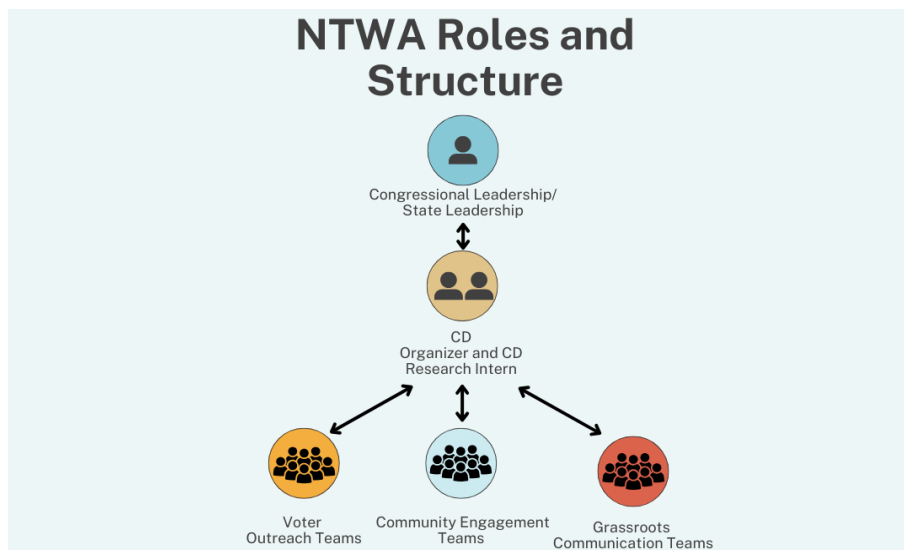 NTWA Roles and
Structure
Congressional Leadership/
State Leadership
CD
Organizer and CD
Research Intern
Voter
Outreach Teams
Community Engagement
Teams
Grassroots
Communication Teams